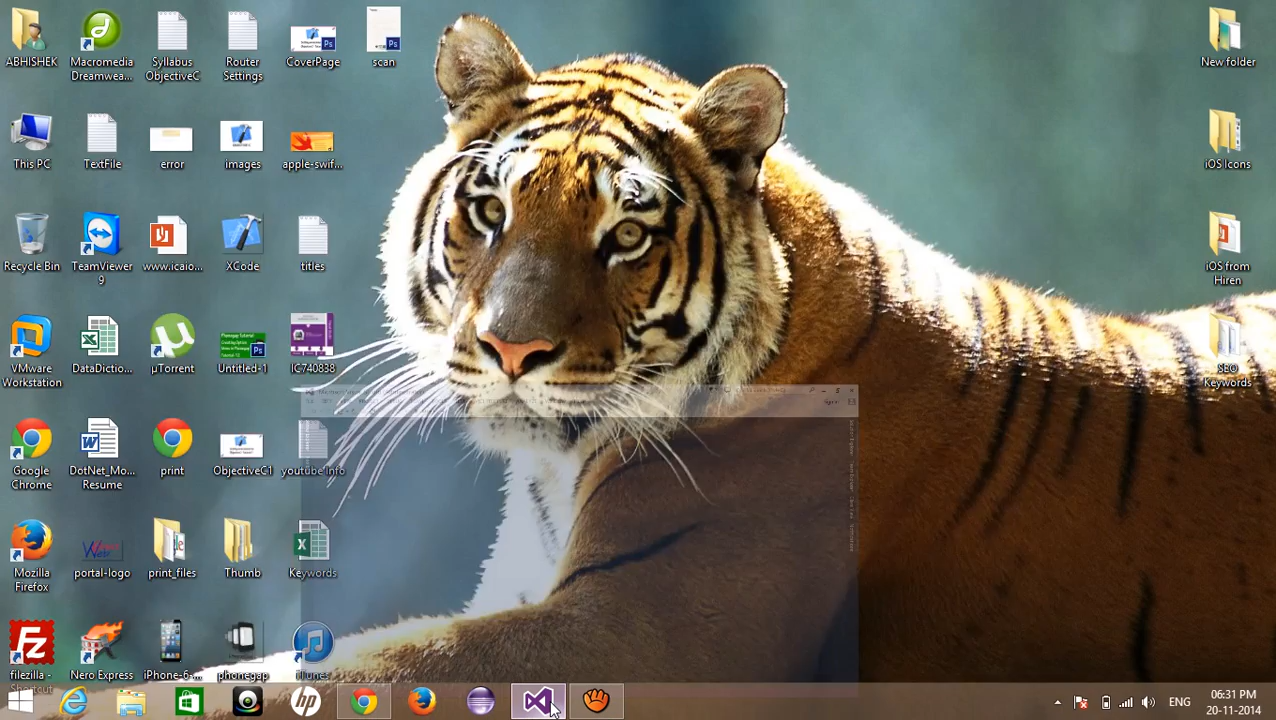 ABHISHEK
Macromedia
Dreamwea...
Syllabus
ObjectiveC
Router
Settings
CoverPage
scan
New folder
This PC
TextFile
error
images
apple-swif...
iOS Icons
Recycle Bin
TeamViewer
9
www.icaio...
XCode
titles
iOS from
Hiren
VMware
Workstation
DataDictio...
µTorrent
Untitled-1
IC740838
SEO
Keywords
Google
Chrome
DotNet_Mo...
Resume
print
ObjectiveC1
youtube info
Mozilla
Firefox
portal-logo
print_files
Thumb
Keywords
filezilla -
Shortcut
Nero Express
iPhone-6-...
phonegap
iTunes
ENG
06:31 PM
20-11-2014